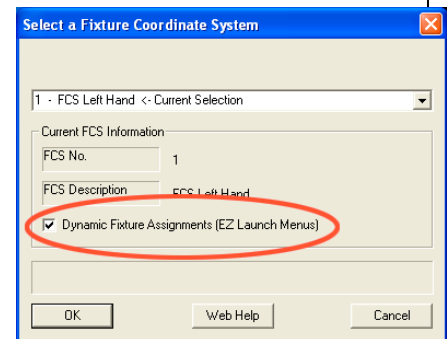 Select a Fixture Coordinate System
1 - FCS Left Hand <- Current Selection
Current FCS Information
FCS No.
1
FCS Description
FCS Left Hand
Dynamic Fixture Assignments (EZ Launch Menus)
OK
Web Help
Cancel